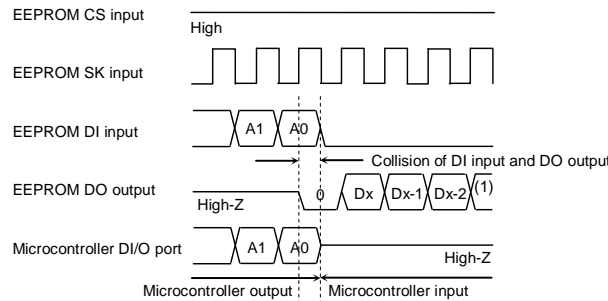 EEPROM CS input
High
EEPROM SK input
EEPROM DI input
A1 A0
Collision of DI input and DO output
EEPROM DO output
High-Z
0 Dx Dx-1 Dx-2 (1)
Microcontroller DI/O port
A1 A0
High-Z
Microcontroller output Microcontroller input